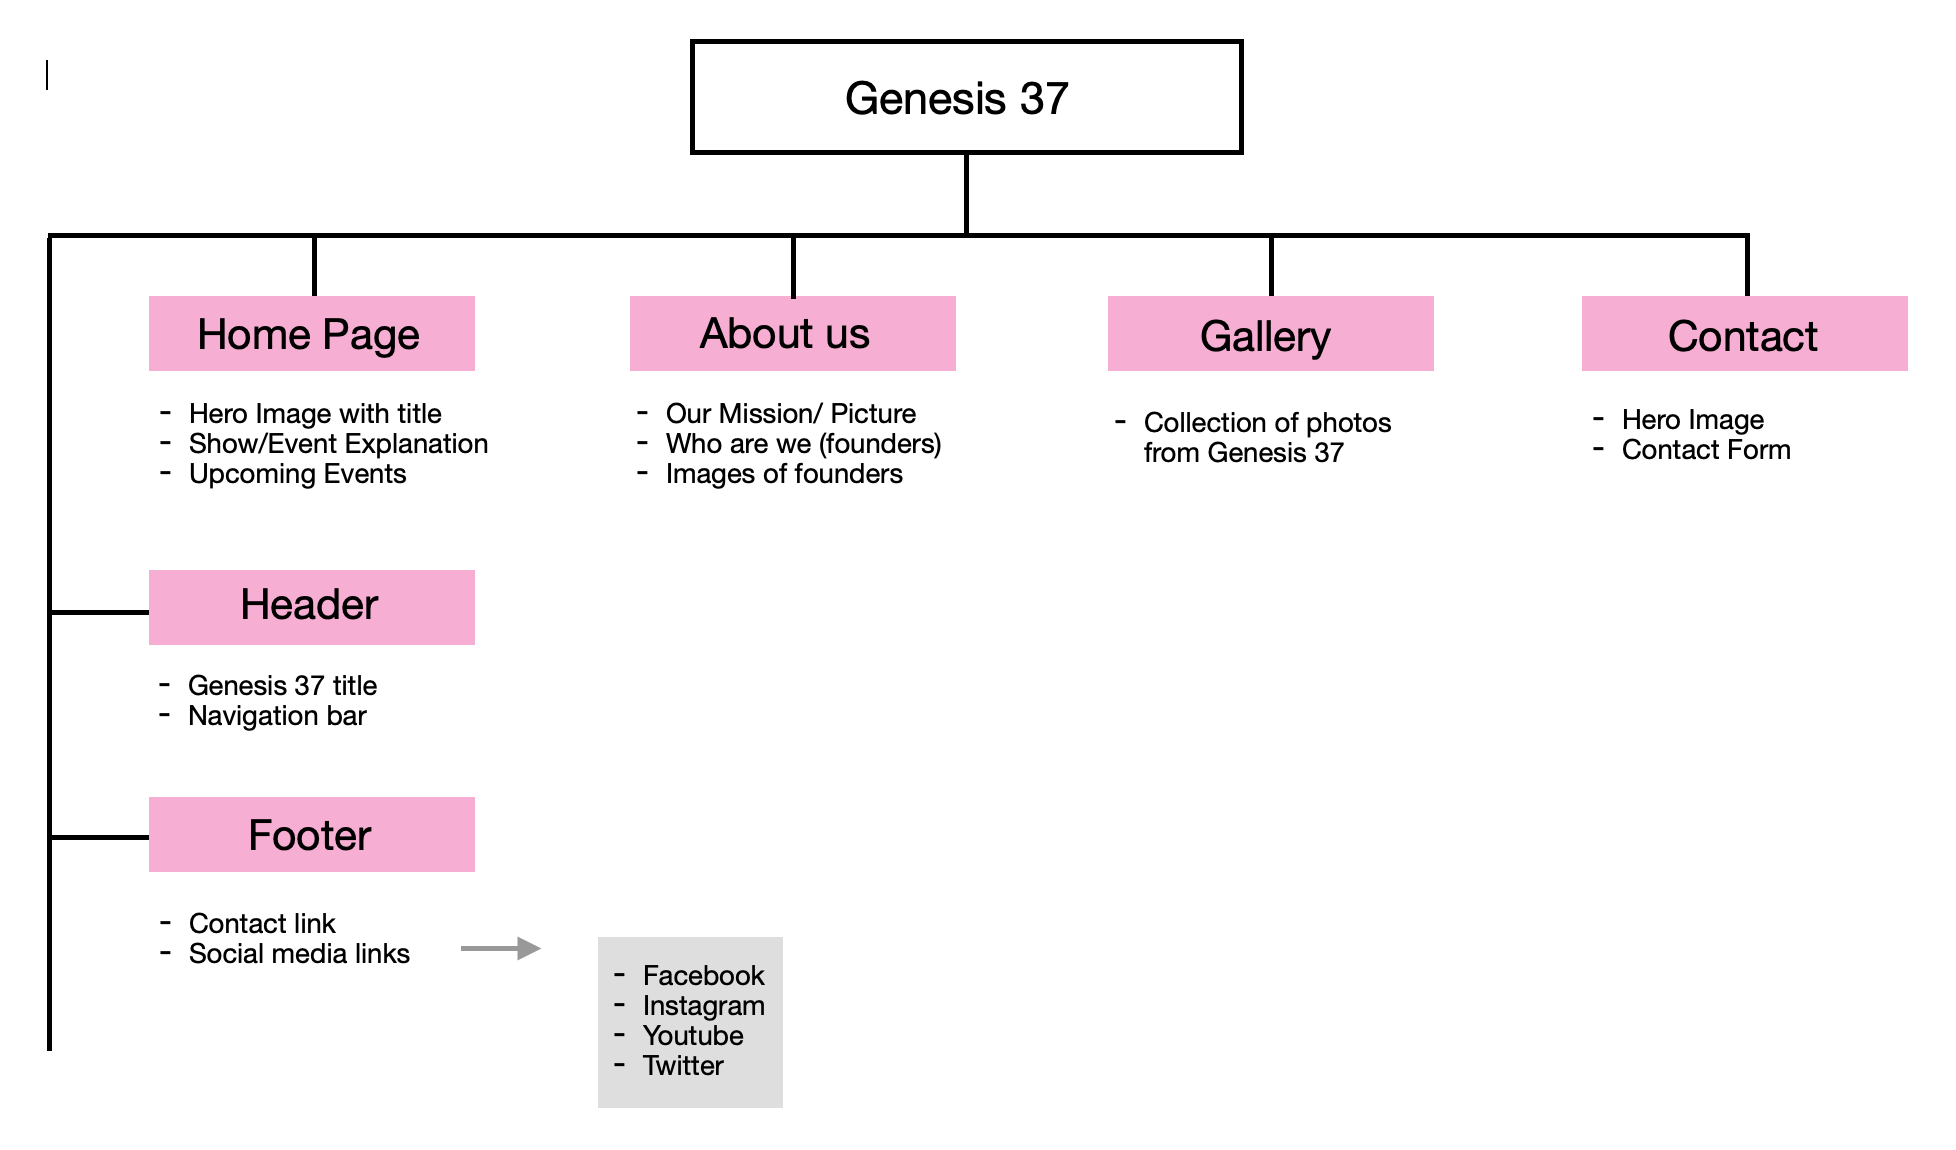 Genesis 37
Home Page
- Hero Image with title
- Show/Event Explanation
- Upcoming Events
About us
- Our Mission/ Picture
- Who are we (founders)
- Images of founders
Gallery
- Collection of photos
from Genesis 37
Contact
- Hero Image
- Contact Form
Header
- Genesis 37 title
- Navigation bar
Footer
- Contact link
- Social media links
- Facebook
- Instagram
- Youtube
- Twitter